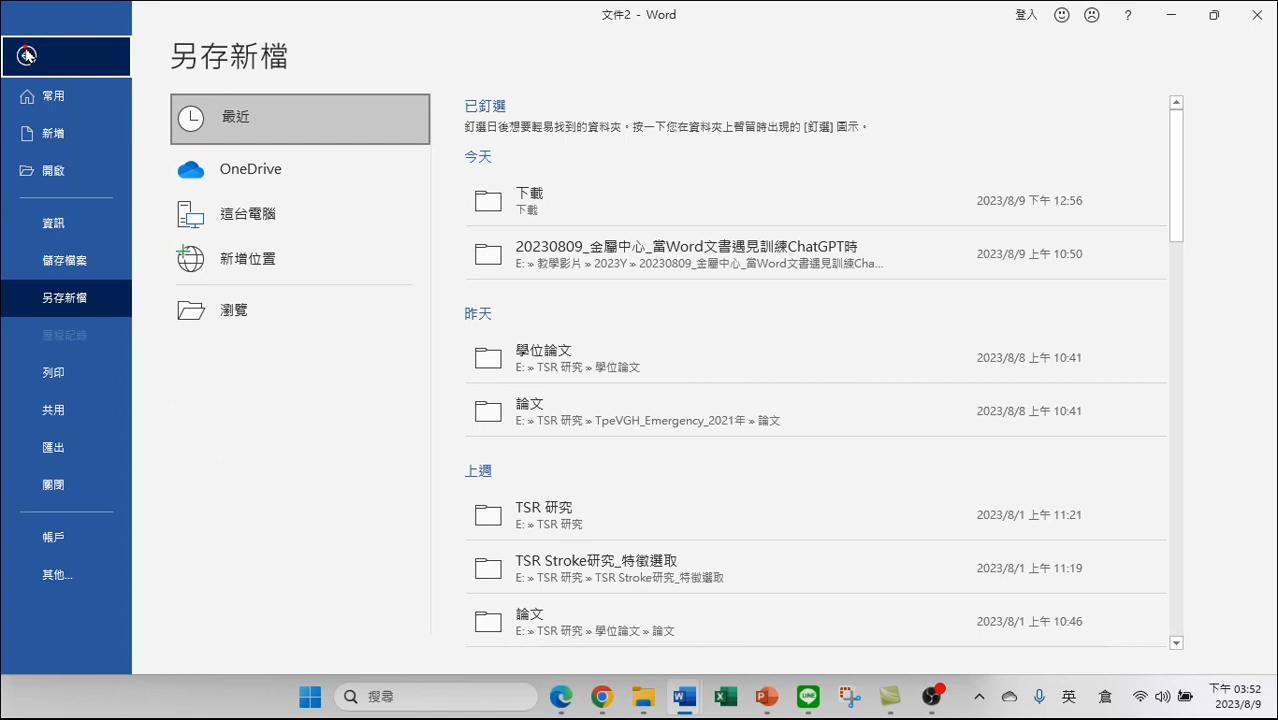 文件2 - Word
登入
?
另存新檔
常用
新增
開啟
資訊
儲存檔案
另存新檔
歷程記錄
列印
共用
匯出
關閉
帳戶
其他...
最近
OneDrive
這台電腦
新增位置
瀏覽
已釘選
釘選日後想要輕易找到的資料夾。按一下您在資料夾上暫留時出現的 [釘選] 圖示。
今天
下載
下載
2023/8/9 下午 12:56
20230809_金屬中心_當Word文書遇見訓練ChatGPT時
E: » 教學影片 » 2023Y » 20230809_金屬中心_當Word文書遇見訓練Cha...
2023/8/9 上午 10:50
昨天
學位論文
E: » TSR 研究 » 學位論文
2023/8/8 上午 10:41
論文
E: » TSR 研究 » TpeVGH_Emergency_2021年 » 論文
2023/8/8 上午 10:41
上週
TSR 研究
E: » TSR 研究
2023/8/1 上午 11:21
TSR Stroke研究_特徵選取
E: » TSR 研究 » TSR Stroke研究_特徵選取
2023/8/1 上午 11:19
論文
E: » TSR 研究 » 學位論文 » 論文
2023/8/1 上午 10:46
搜尋
英
倉
下午 03:52
2023/8/9